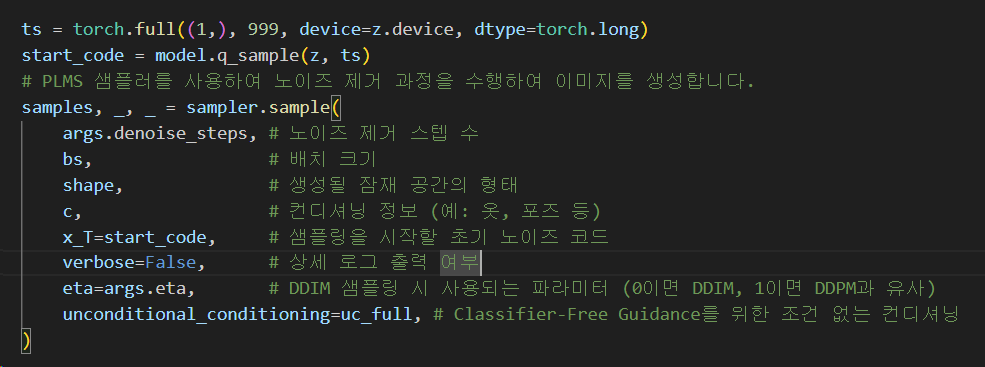 ts = torch.full((1,), 999, device=z.device, dtype=torch.long)
start_code = model.q_sample(z, ts)
# PLMS 샘플러를 사용하여 노이즈 제거 과정을 수행하여 이미지를 생성합니다.
samples, _, _ = sampler.sample(
    args.denoise_steps, # 노이즈 제거 스텝 수
    bs,                 # 배치 크기
    shape,              # 생성될 잠재 공간의 형태
    c,                  # 컨디셔닝 정보 (예: 옷, 포즈 등)
    x_T=start_code,     # 샘플링을 시작할 초기 노이즈 코드
    verbose=False,      # 상세 로그 출력 여부
    eta=args.eta,       # DDIM 샘플링 시 사용되는 파라미터 (0이면 DDIM, 1이면 DDPM과 유사)
    unconditional_conditioning=uc_full, # Classifier-Free Guidance를 위한 조건 없는 컨디셔닝
)